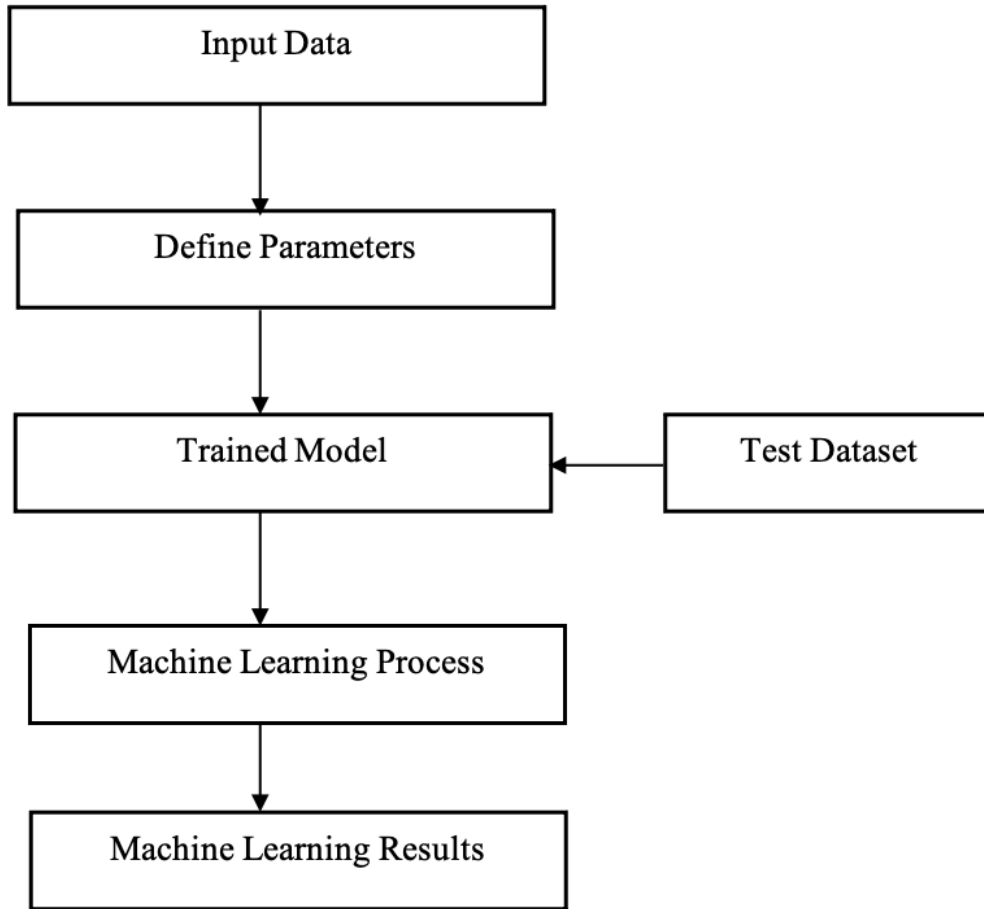 Input Data
Define Parameters
Trained Model
Test Dataset
Machine Learning Process
Machine Learning Results